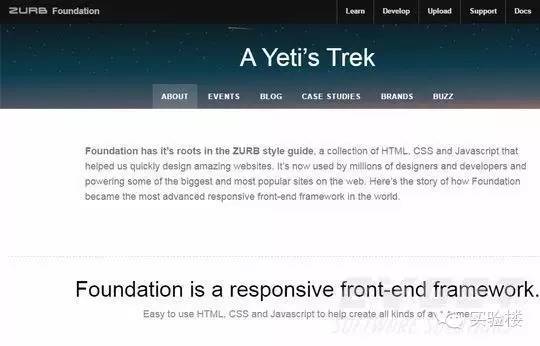 ZURB Foundation Learn Develop Upload Support Docs
A Yeti's Trek
ABOUT EVENTS BLOG CASE STUDIES BRANDS BUZZ
Foundation has it's roots in the ZURB style guide, a collection of HTML, CSS and Javascript that
helped us quickly design amazing websites. It's now used by millions of designers and developers and
powering some of the biggest and most popular sites on the web. Here's the story of how Foundation
became the most advanced responsive front-end framework in the world.
Foundation is a responsive front-end framework.
Easy to use HTML, CSS and Javascript to help create all kinds of
实验楼
SOFTWARE